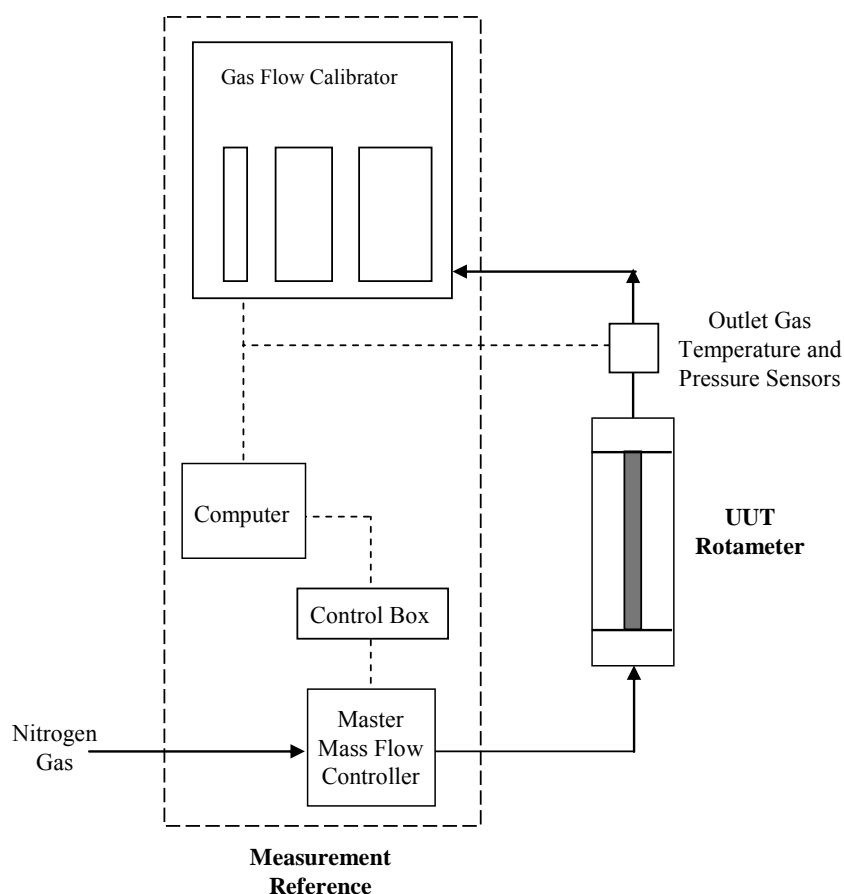 Gas Flow Calibrator
Outlet Gas
Temperature and
Pressure Sensors
Computer
UUT
Rotameter
Control Box
Nitrogen
Gas
Master
Mass Flow
Controller
Measurement
Reference